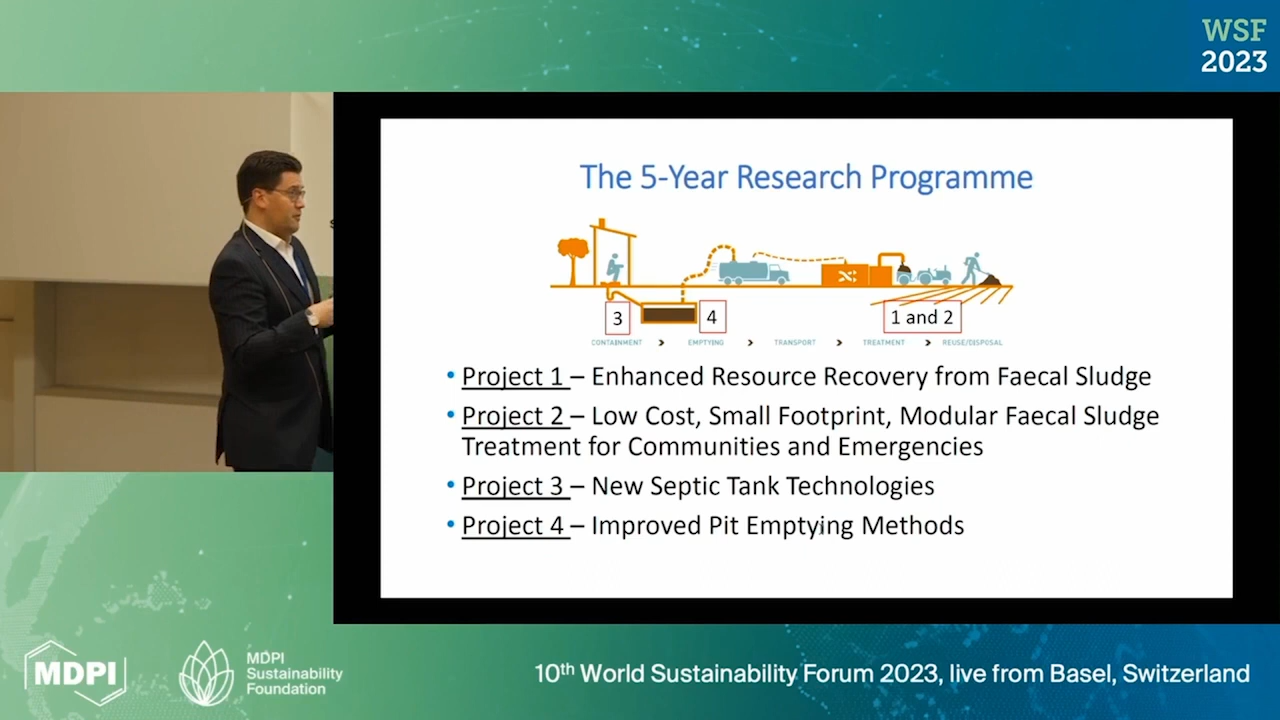 WSF
2023
The 5-Year Research Programme
3
4
1 and 2
CONTAINMENT > EMPTYING > TRANSPORT > TREATMENT > REUSE/DISPOSAL
• Project 1 – Enhanced Resource Recovery from Faecal Sludge
• Project 2 – Low Cost, Small Footprint, Modular Faecal Sludge
Treatment for Communities and Emergencies
• Project 3 – New Septic Tank Technologies
• Project 4 – Improved Pit Emptying Methods
MDPI
MDPI
Sustainability
Foundation
10th World Sustainability Forum 2023, live from Basel, Switzerland